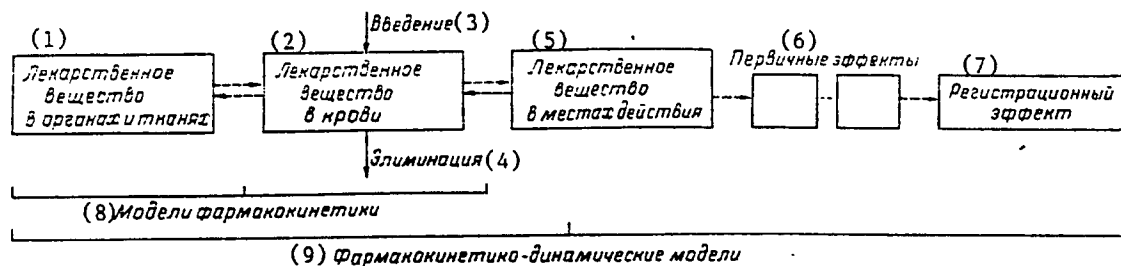 (1)
Лекарственное
вещество
в органах и тканях
(2)
Введение (3)
Лекарственное
вещество
в крови
Элиминация (4)
(5)
Лекарственное
вещество
в местах действия
(6)
Первичные эффекты
(7)
Регистрационный
эффект
(8) Модели фармакокинетики
(9) Фармакокинетико-динамические модели